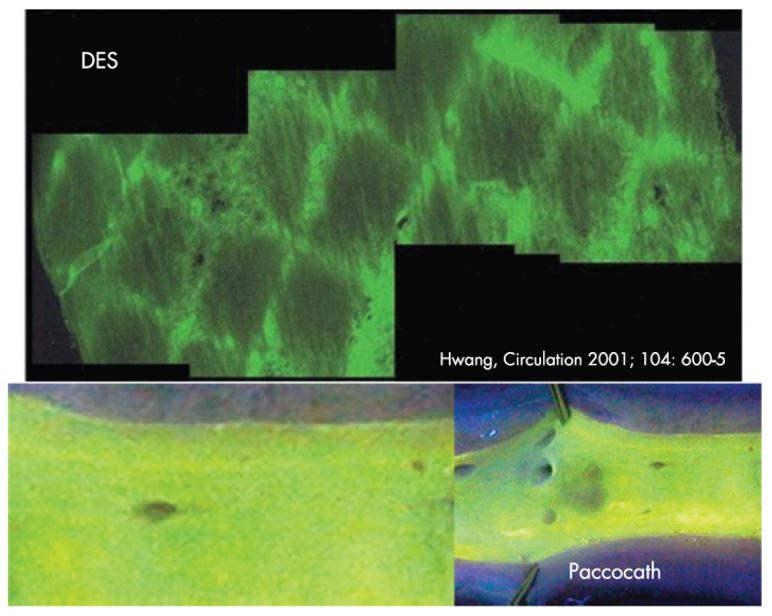 DES
Hwang, Circulation 2001; 104: 600-5
Paccocath